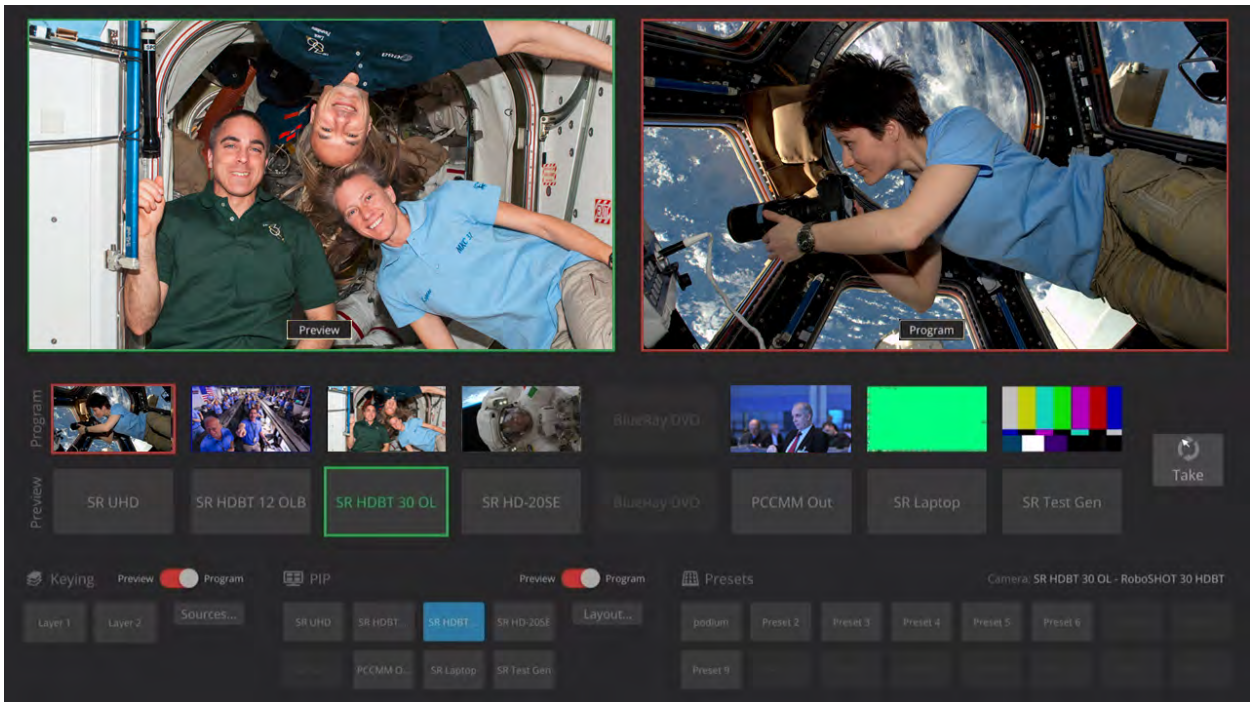 Preview
Program
Program
BlueRay DVD
Take
Preview
SR UHD
SR HDBT 12 OLB
SR HDBT 30 OL
SR HD-20SE
BlueRay DVD
PCCMM Out
SR Laptop
SR Test Gen
Keying
Preview
Program
PIP
Preview
Program
Presets
Camera: SR HDBT 30 OL - RoboSHOT 30 HDBT
Layer 1
Layer 2
Sources...
SR UHD
SR HDBT...
SR HDBT...
SR HD-20SE
Layout...
podium
Preset 2
Preset 3
Preset 4
Preset 5
Preset 6
PCCMM O...
SR Laptop
SR Test Gen
Preset 9